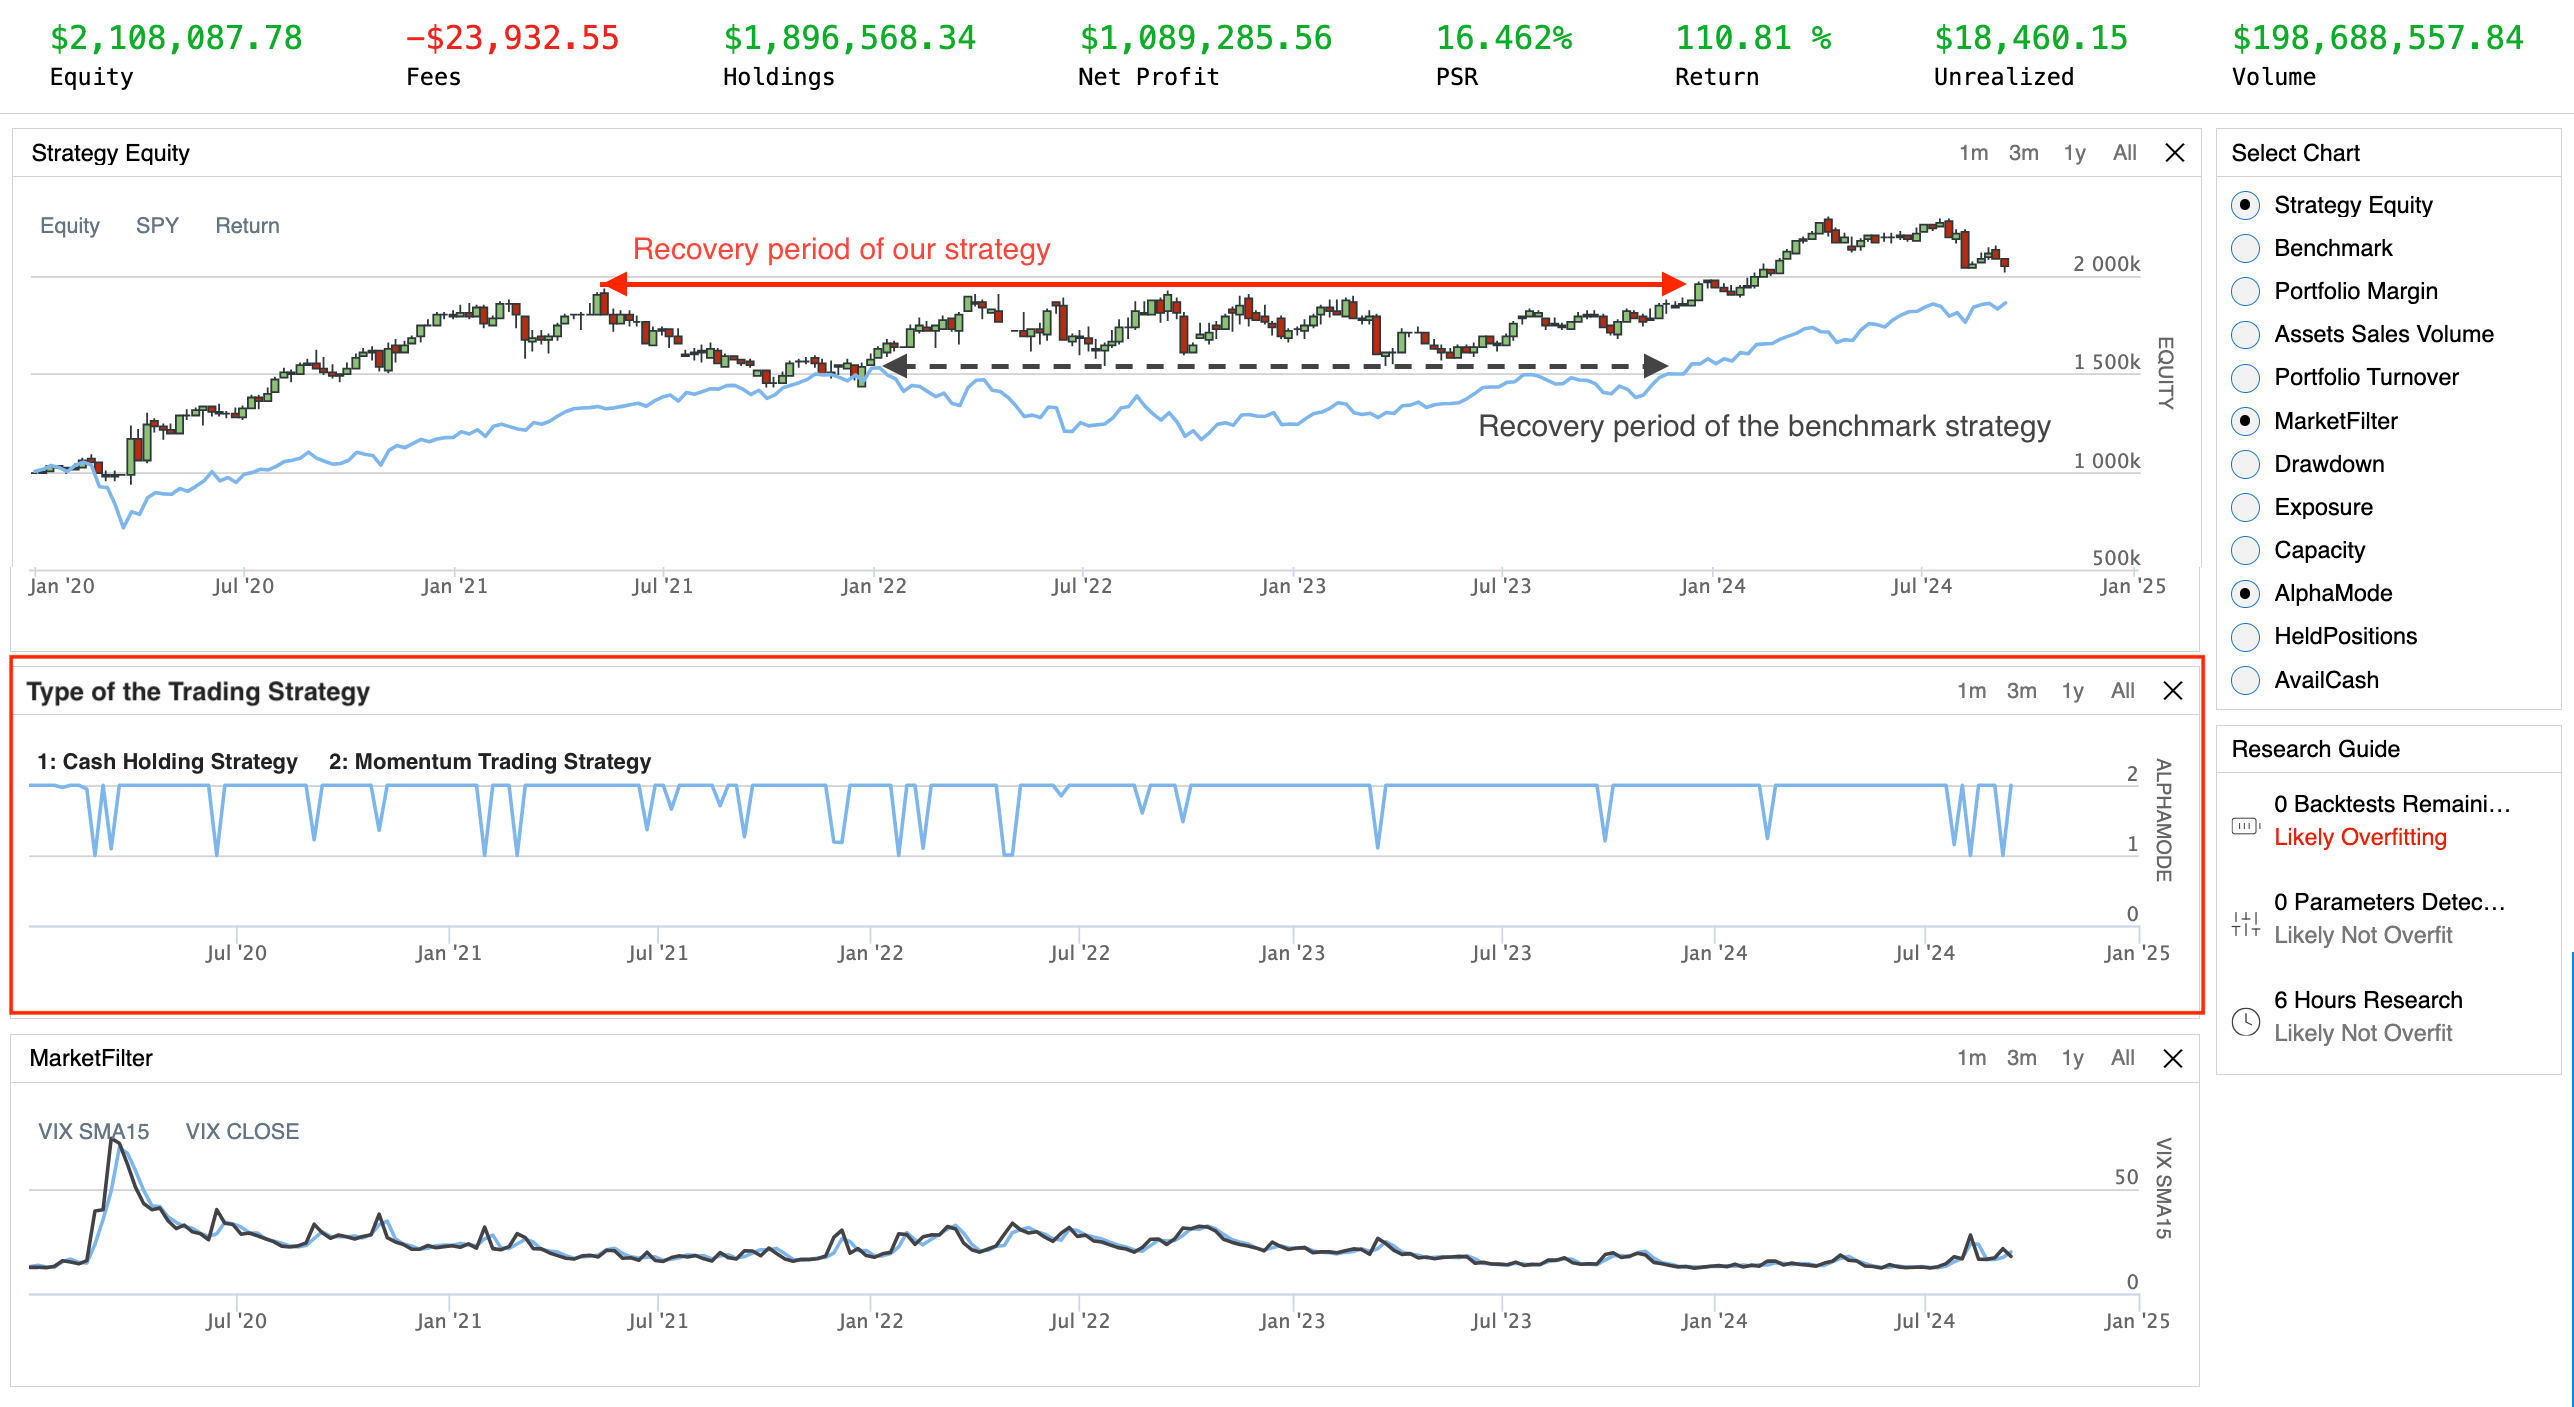 $2,108,087.78 −$23,932.55 $1,896,568.34 $1,089,285.56 16.462% 110.81 % $18,460.15 $198,688,557.84
Equity Fees Holdings Net Profit PSR Return Unrealized Volume
Strategy Equity 1m 3m 1y All
Equity SPY Return
Recovery period of our strategy
2 000k
1 500k
Recovery period of the benchmark strategy
1 000k
500k
EQUITY
Jan '20 Jul '20 Jan '21 Jul '21 Jan '22 Jul '22 Jan '23 Jul '23 Jan '24 Jul '24 Jan '25
Type of the Trading Strategy 1m 3m 1y All
1: Cash Holding Strategy 2: Momentum Trading Strategy
2
1
0
ALPHAMODE
Jul '20 Jan '21 Jul '21 Jan '22 Jul '22 Jan '23 Jul '23 Jan '24 Jul '24 Jan '25
MarketFilter 1m 3m 1y All
VIX SMA15 VIX CLOSE
50
0
VIX SMA15
Jul '20 Jan '21 Jul '21 Jan '22 Jul '22 Jan '23 Jul '23 Jan '24 Jul '24 Jan '25
Select Chart
Strategy Equity
Benchmark
Portfolio Margin
Assets Sales Volume
Portfolio Turnover
MarketFilter
Drawdown
Exposure
Capacity
AlphaMode
HeldPositions
AvailCash
Research Guide
0 Backtests Remaini...
Likely Overfitting
0 Parameters Detec...
Likely Not Overfit
6 Hours Research
Likely Not Overfit